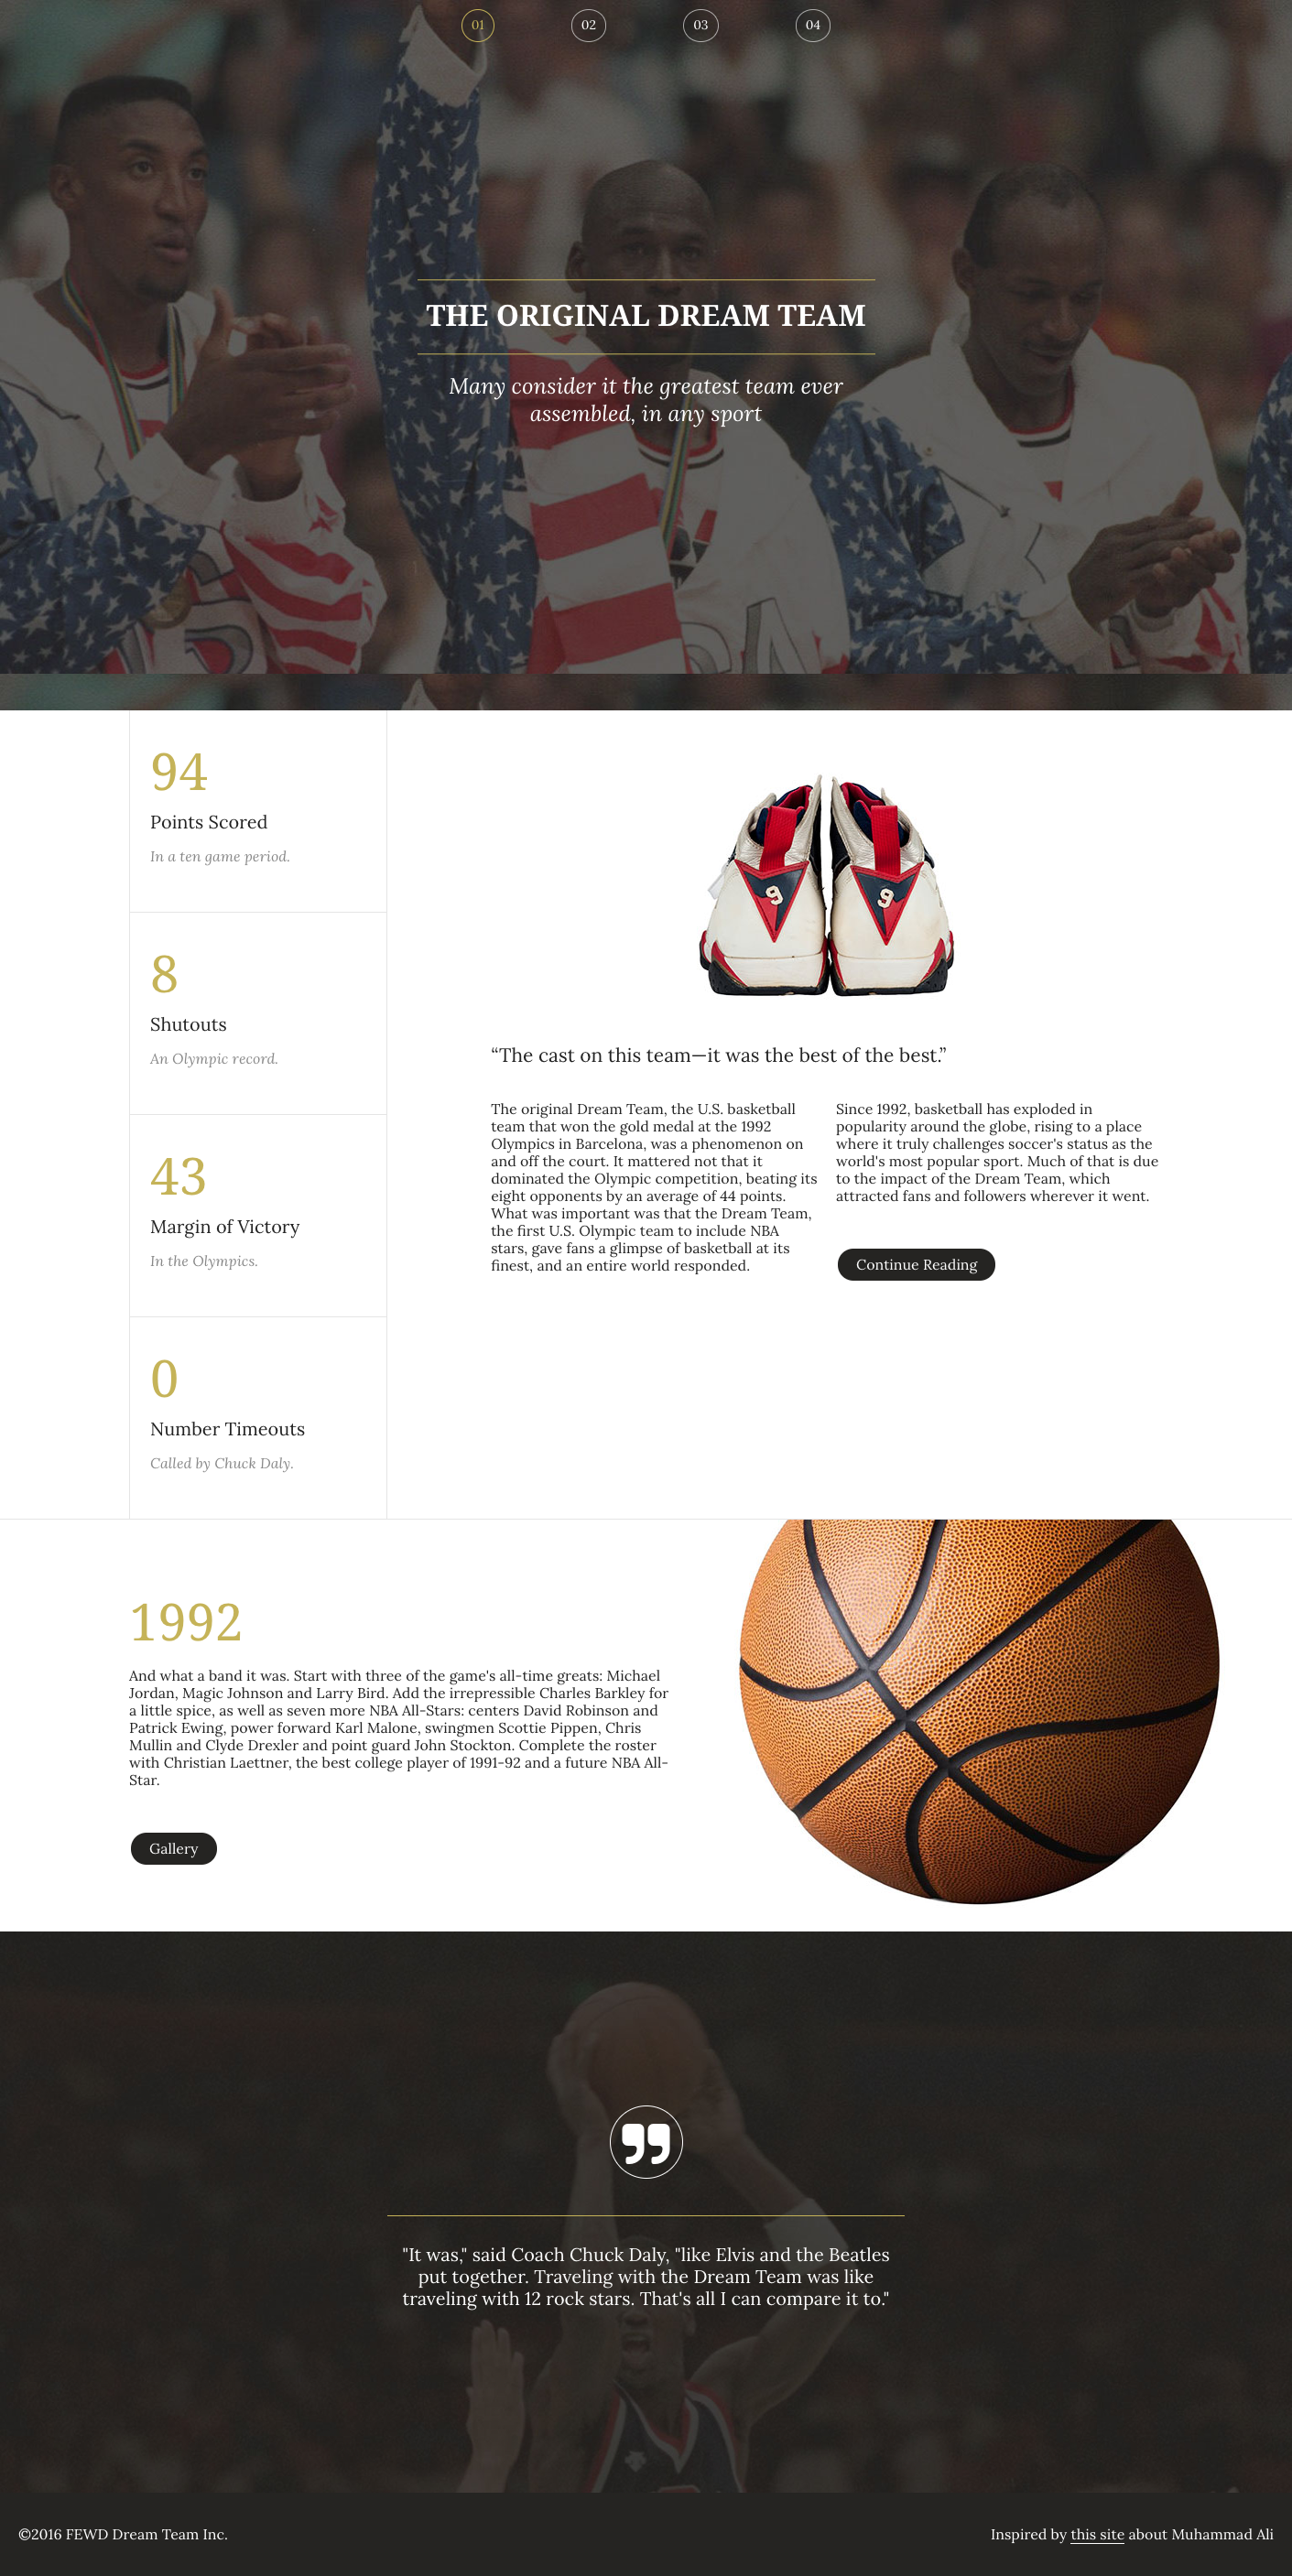 01 02 03 04
THE ORIGINAL DREAM TEAM
Many consider it the greatest team ever
assembled, in any sport
94
Points Scored
In a ten game period.
8
Shutouts
An Olympic record.
43
Margin of Victory
In the Olympics.
0
Number Timeouts
Called by Chuck Daly.
9 9
“The cast on this team—it was the best of the best.”
The original Dream Team, the U.S. basketball
team that won the gold medal at the 1992
Olympics in Barcelona, was a phenomenon on
and off the court. It mattered not that it
dominated the Olympic competition, beating its
eight opponents by an average of 44 points.
What was important was that the Dream Team,
the first U.S. Olympic team to include NBA
stars, gave fans a glimpse of basketball at its
finest, and an entire world responded.
Since 1992, basketball has exploded in
popularity around the globe, rising to a place
where it truly challenges soccer's status as the
world's most popular sport. Much of that is due
to the impact of the Dream Team, which
attracted fans and followers wherever it went.
Continue Reading
1992
And what a band it was. Start with three of the game's all-time greats: Michael
Jordan, Magic Johnson and Larry Bird. Add the irrepressible Charles Barkley for
a little spice, as well as seven more NBA All-Stars: centers David Robinson and
Patrick Ewing, power forward Karl Malone, swingmen Scottie Pippen, Chris
Mullin and Clyde Drexler and point guard John Stockton. Complete the roster
with Christian Laettner, the best college player of 1991-92 and a future NBA All-
Star.
Gallery
"It was," said Coach Chuck Daly, "like Elvis and the Beatles
put together. Traveling with the Dream Team was like
traveling with 12 rock stars. That's all I can compare it to."
©2016 FEWD Dream Team Inc.
Inspired by this site about Muhammad Ali